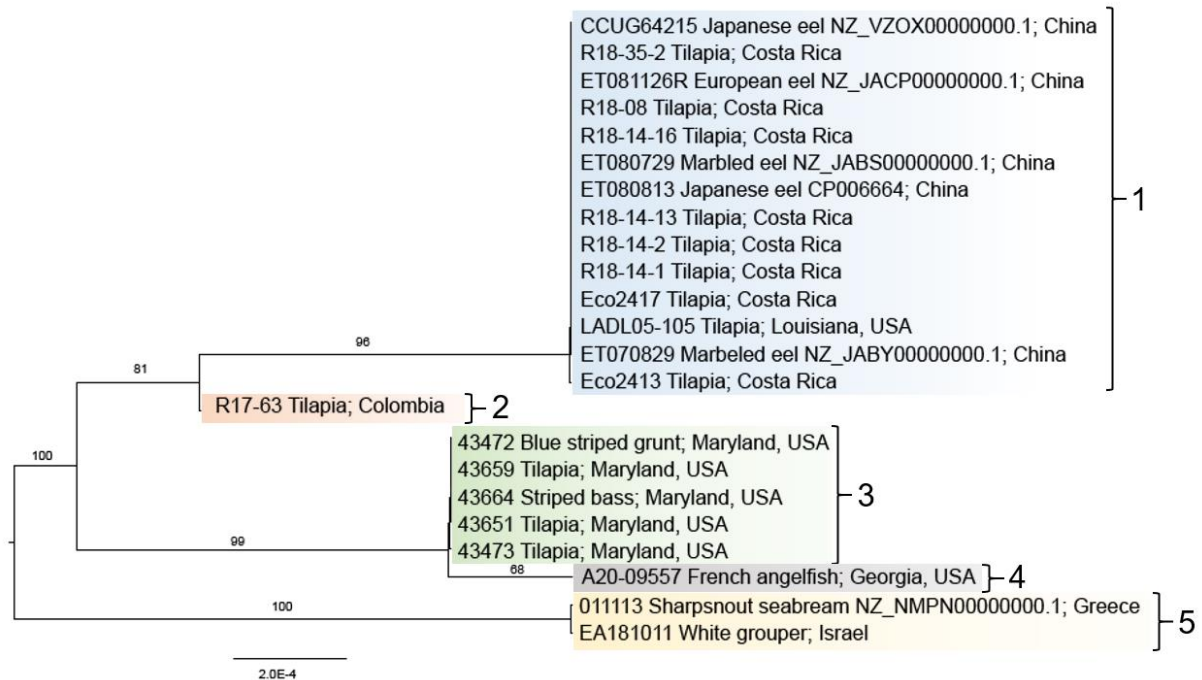 CCUG64215 Japanese eel NZ_VZOX00000000.1; China
R18-35-2 Tilapia; Costa Rica
ET081126R European eel NZ_JACP00000000.1; China
R18-08 Tilapia; Costa Rica
R18-14-16 Tilapia; Costa Rica
ET080729 Marbled eel NZ_JABS00000000.1; China
1
ET080813 Japanese eel CP006664; China
R18-14-13 Tilapia; Costa Rica
R18-14-2 Tilapia; Costa Rica
R18-14-1 Tilapia; Costa Rica
Eco2417 Tilapia; Costa Rica
LADL05-105 Tilapia; Louisiana, USA
96
ET070829 Marbeled eel NZ_JABY00000000.1; China
81
Eco2413 Tilapia; Costa Rica
R17-63 Tilapia; Colombia
2
43472 Blue striped grunt; Maryland, USA
100
43659 Tilapia; Maryland, USA
43664 Striped bass; Maryland, USA
3
43651 Tilapia; Maryland, USA
99
43473 Tilapia; Maryland, USA
68
A20-09557 French angelfish; Georgia, USA
4
100
011113 Sharpsnout seabream NZ_NMPN00000000.1; Greece
5
EA181011 White grouper; Israel
2.0E-4